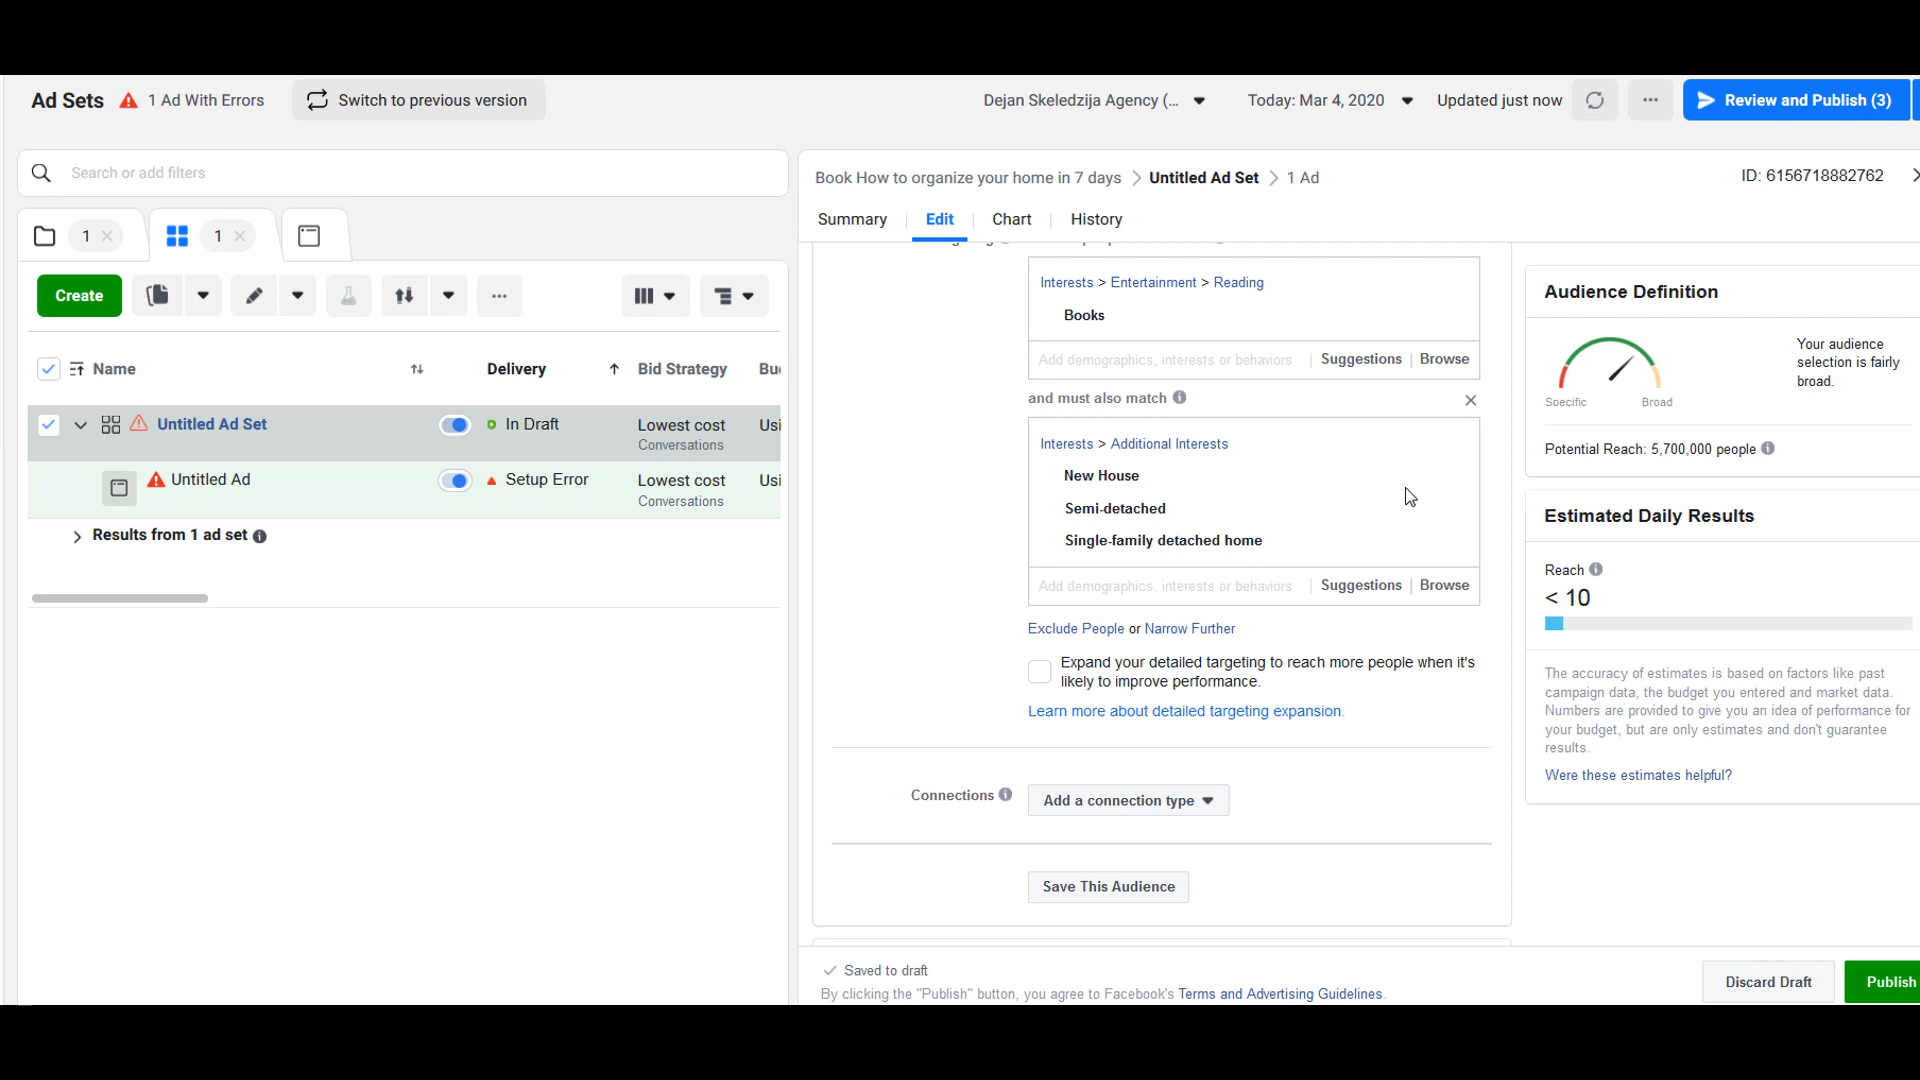 Ad Sets 1 Ad With Errors Switch to previous version Dejan Skeledzija Agency (... Today: Mar 4, 2020 Updated just now Review and Publish (3)
Search or add filters
Book How to organize your home in 7 days > Untitled Ad Set > 1 Ad ID: 6156718882762
1 × 1 ×
Summary Edit Chart History
Create
Name Delivery Bid Strategy
Untitled Ad Set In Draft Lowest cost Usi
Conversations
Untitled Ad Setup Error Lowest cost Usi
Conversations
Results from 1 ad set
Interests > Entertainment > Reading
Books
Add demographics, interests or behaviors Suggestions Browse
and must also match
Interests > Additional Interests
New House
Semi-detached
Single-family detached home
Add demographics, interests or behaviors Suggestions Browse
Exclude People or Narrow Further
Expand your detailed targeting to reach more people when it's
likely to improve performance.
Learn more about detailed targeting expansion.
Connections Add a connection type
Save This Audience
Audience Definition
Your audience
selection is fairly
broad.
Specific Broad
Potential Reach: 5,700,000 people
Estimated Daily Results
Reach
< 10
The accuracy of estimates is based on factors like past
campaign data, the budget you entered and market data.
Numbers are provided to give you an idea of performance for
your budget, but are only estimates and don't guarantee
results.
Were these estimates helpful?
Saved to draft
By clicking the "Publish" button, you agree to Facebook's Terms and Advertising Guidelines.
Discard Draft Publish